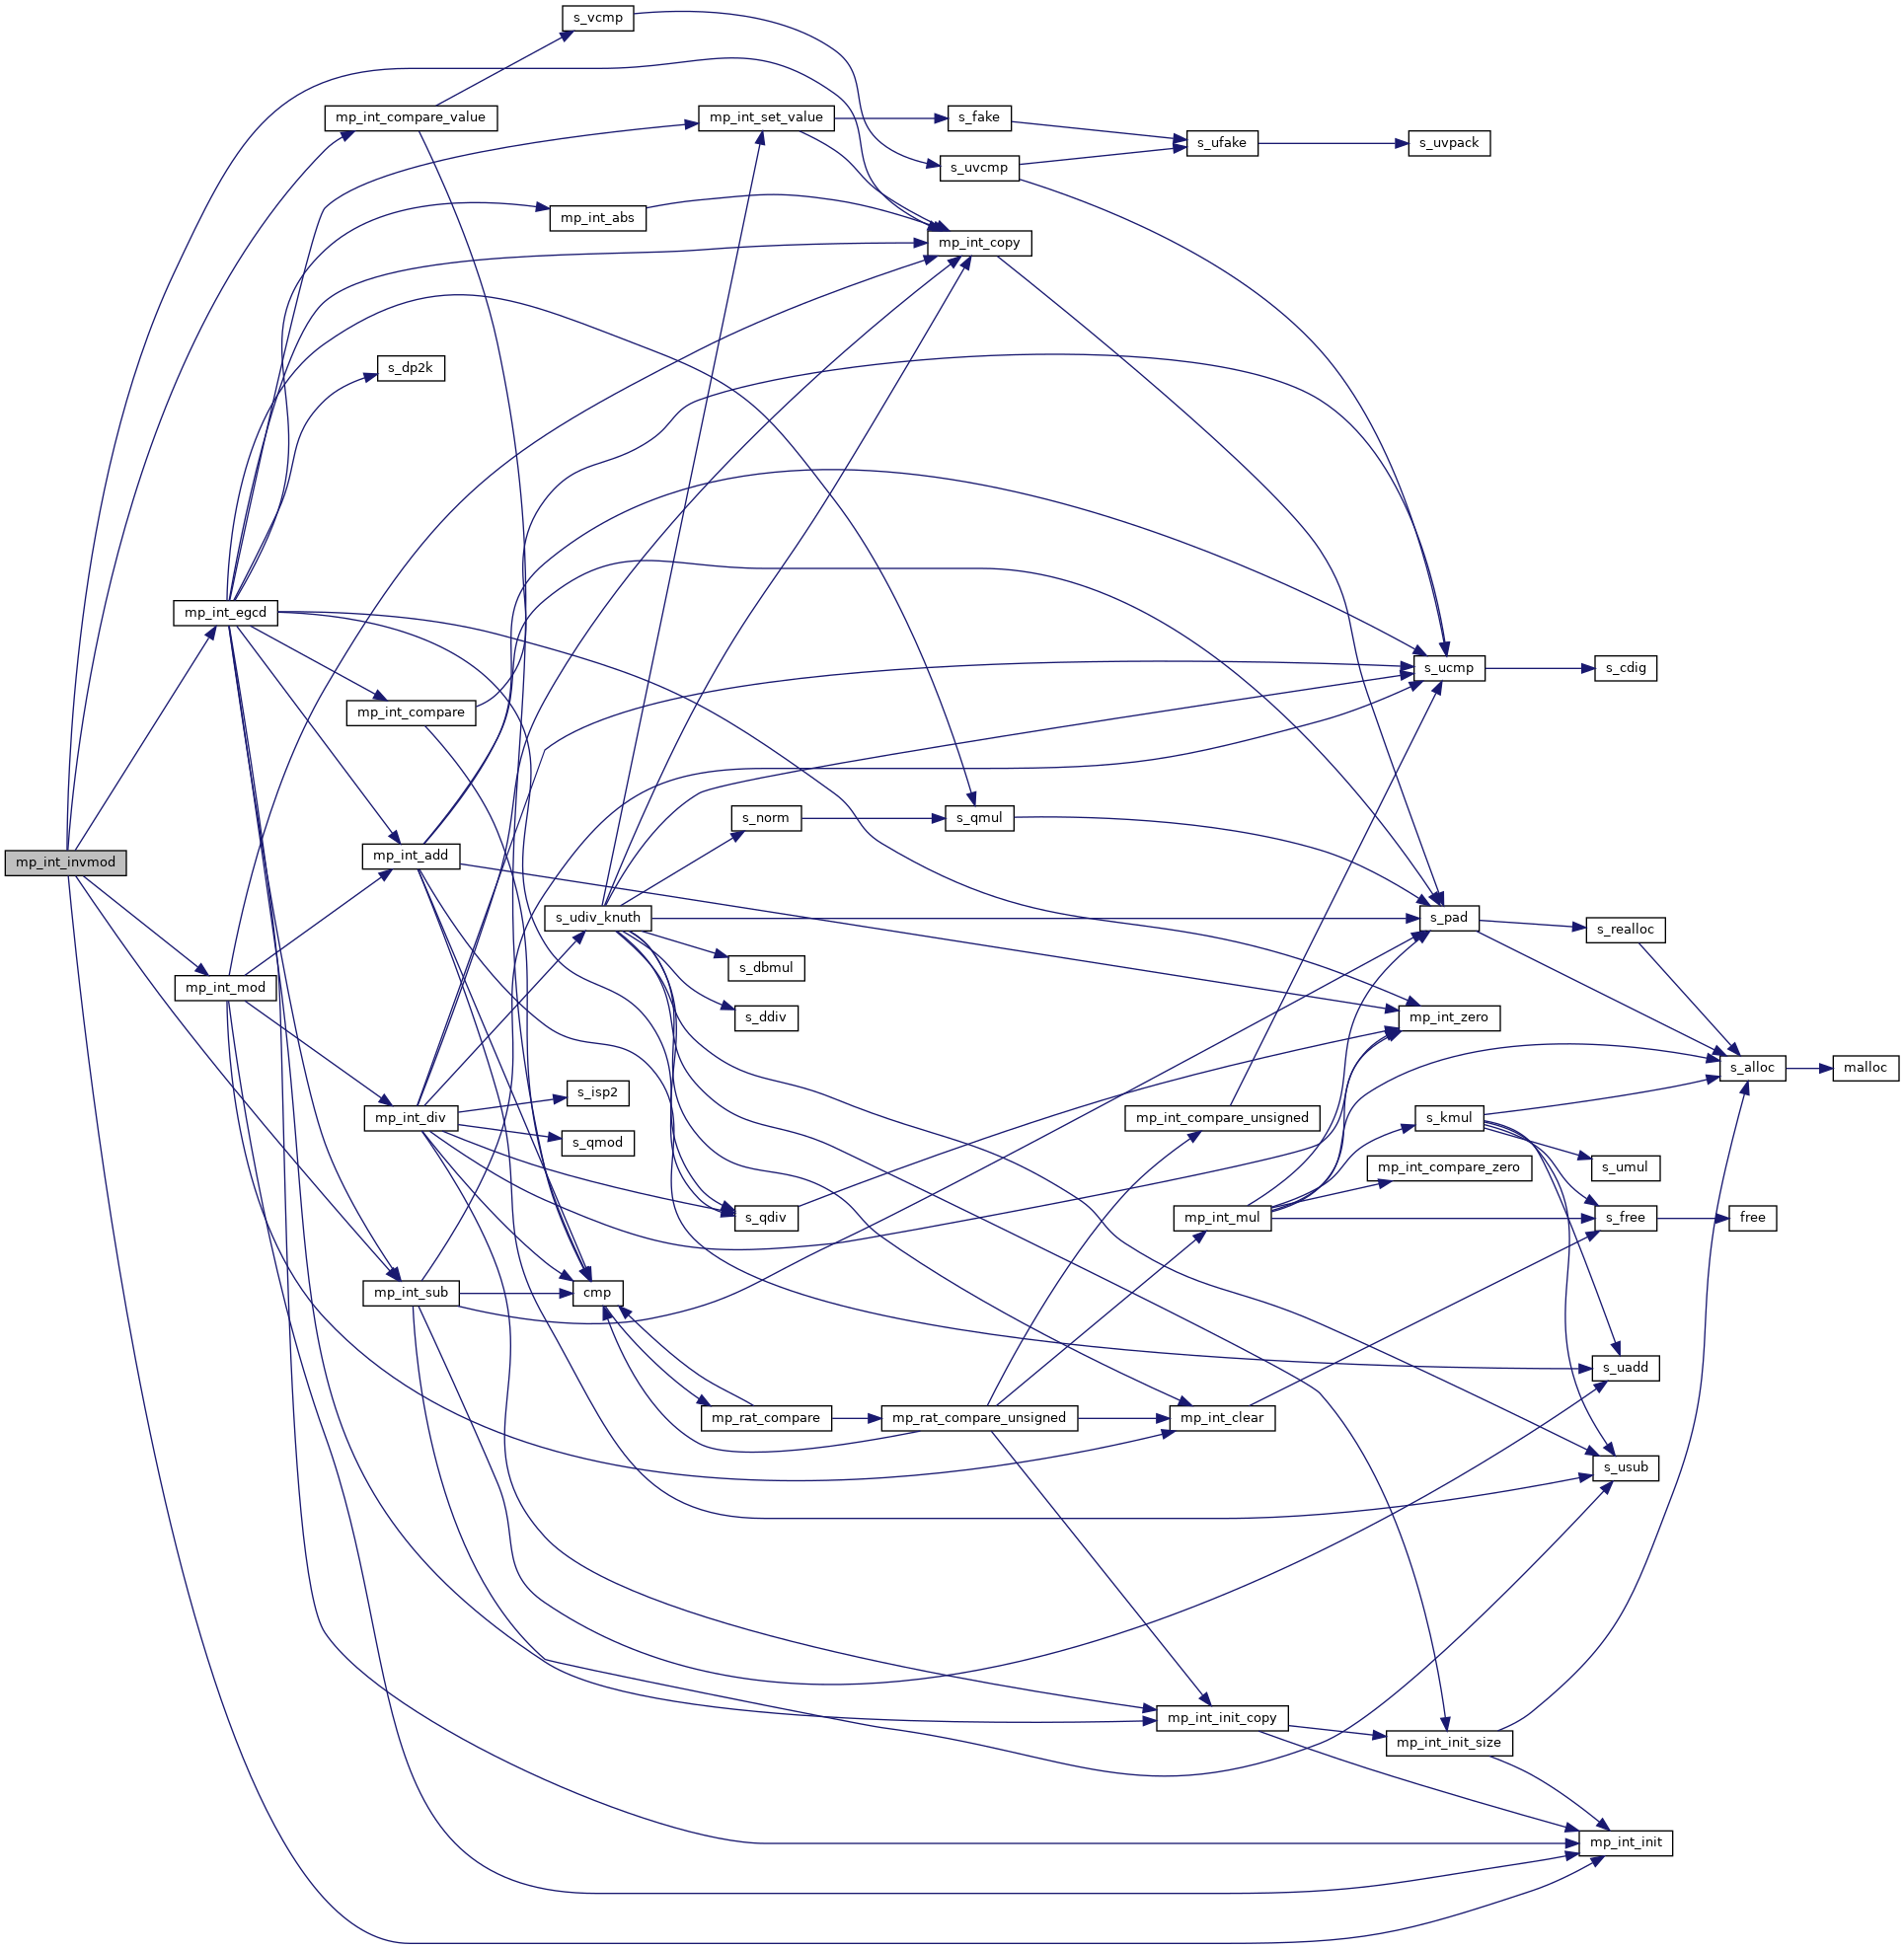 s_vcmp
mp_int_compare_value
mp_int_set_value
s_fake
s_ufake
s_uvpack
s_uvcmp
mp_int_abs
mp_int_copy
s_dp2k
mp_int_egcd
s_ucmp
s_cdig
mp_int_compare
s_norm
s_qmul
mp_int_invmod
mp_int_add
s_udiv_knuth
s_pad
s_realloc
s_dbmul
mp_int_mod
s_ddiv
mp_int_zero
s_alloc
malloc
s_isp2
mp_int_div
mp_int_compare_unsigned
s_kmul
s_qmod
mp_int_compare_zero
s_umul
s_qdiv
mp_int_mul
s_free
free
mp_int_sub
cmp
s_uadd
mp_rat_compare
mp_rat_compare_unsigned
mp_int_clear
s_usub
mp_int_init_copy
mp_int_init_size
mp_int_init